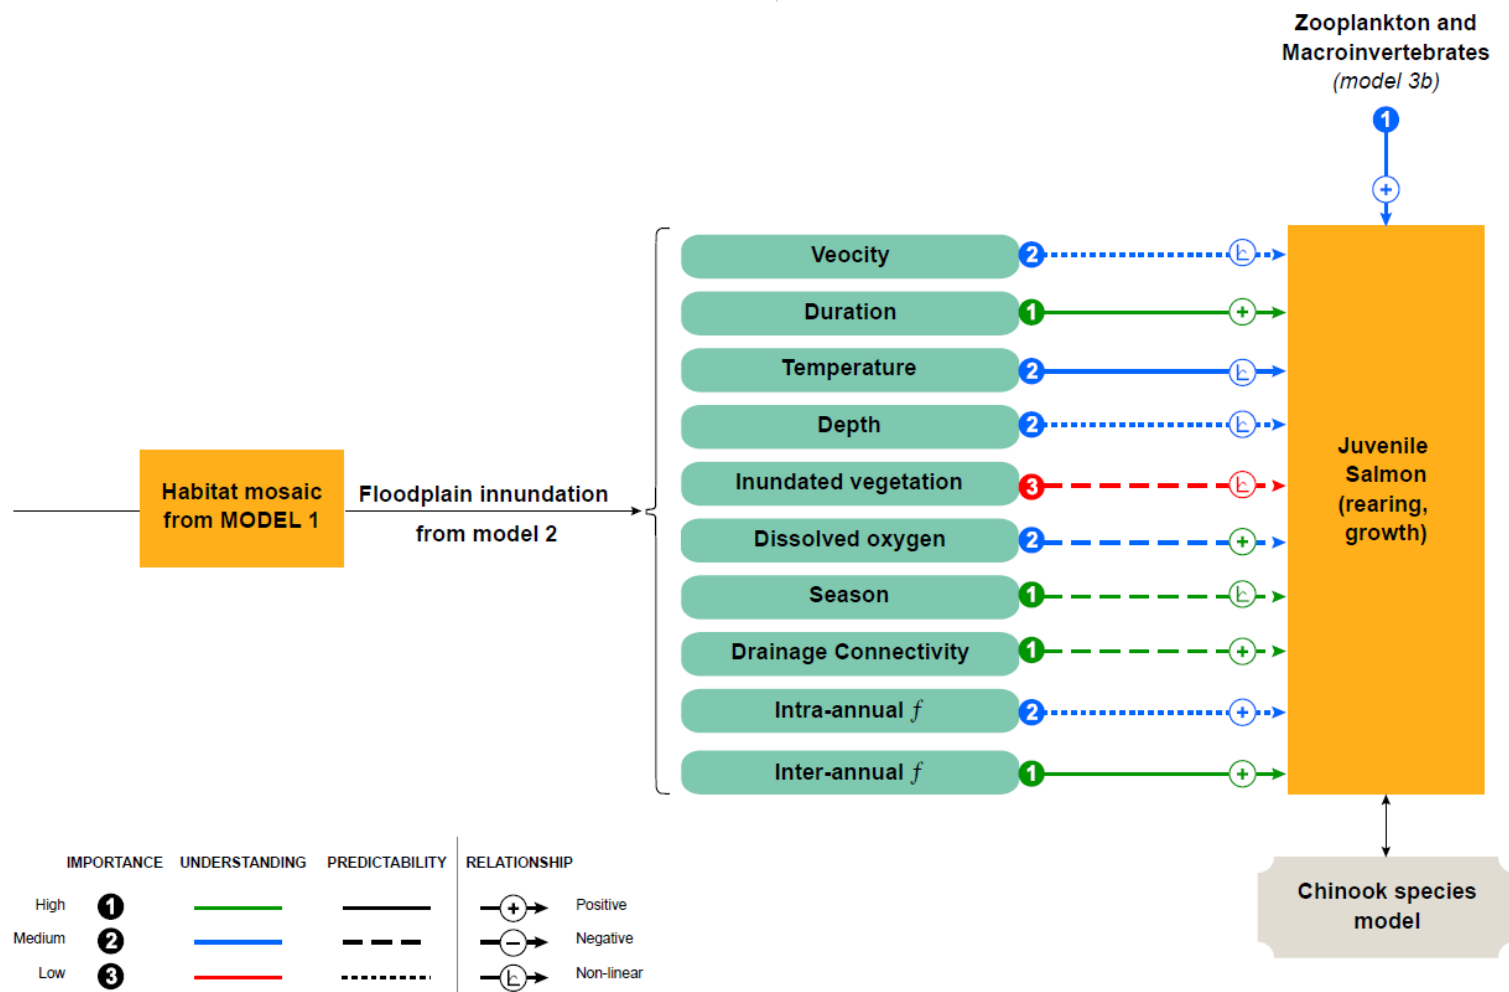 Zooplankton and
Macroinvertebrates
(model 3b)
1
+
Veocity
2
Duration
1
+
Temperature
2
Depth
2
Inundated vegetation
3
Dissolved oxygen
2
+
Season
1
Drainage Connectivity
1
+
Intra-annual f
2
+
Inter-annual f
1
+
Habitat mosaic
from MODEL 1
Floodplain innundation
from model 2
Juvenile
Salmon
(rearing,
growth)
Chinook species
model
IMPORTANCE UNDERSTANDING PREDICTABILITY RELATIONSHIP
High 1 + Positive
Medium 2 − Negative
Low 3 Non-linear